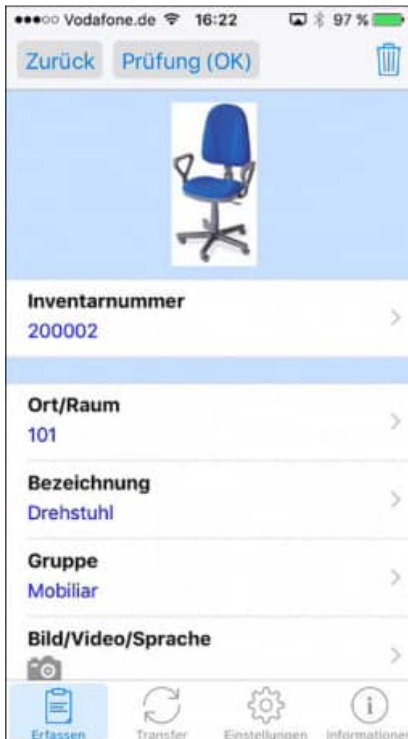 Vodafone.de 16:22 97 %
Zurück Prüfung (OK)
Inventarnummer
200002
Ort/Raum
101
Bezeichnung
Drehstuhl
Gruppe
Mobiliar
Bild/Video/Sprache
Erfassen Transfer Einstellungen Informationen